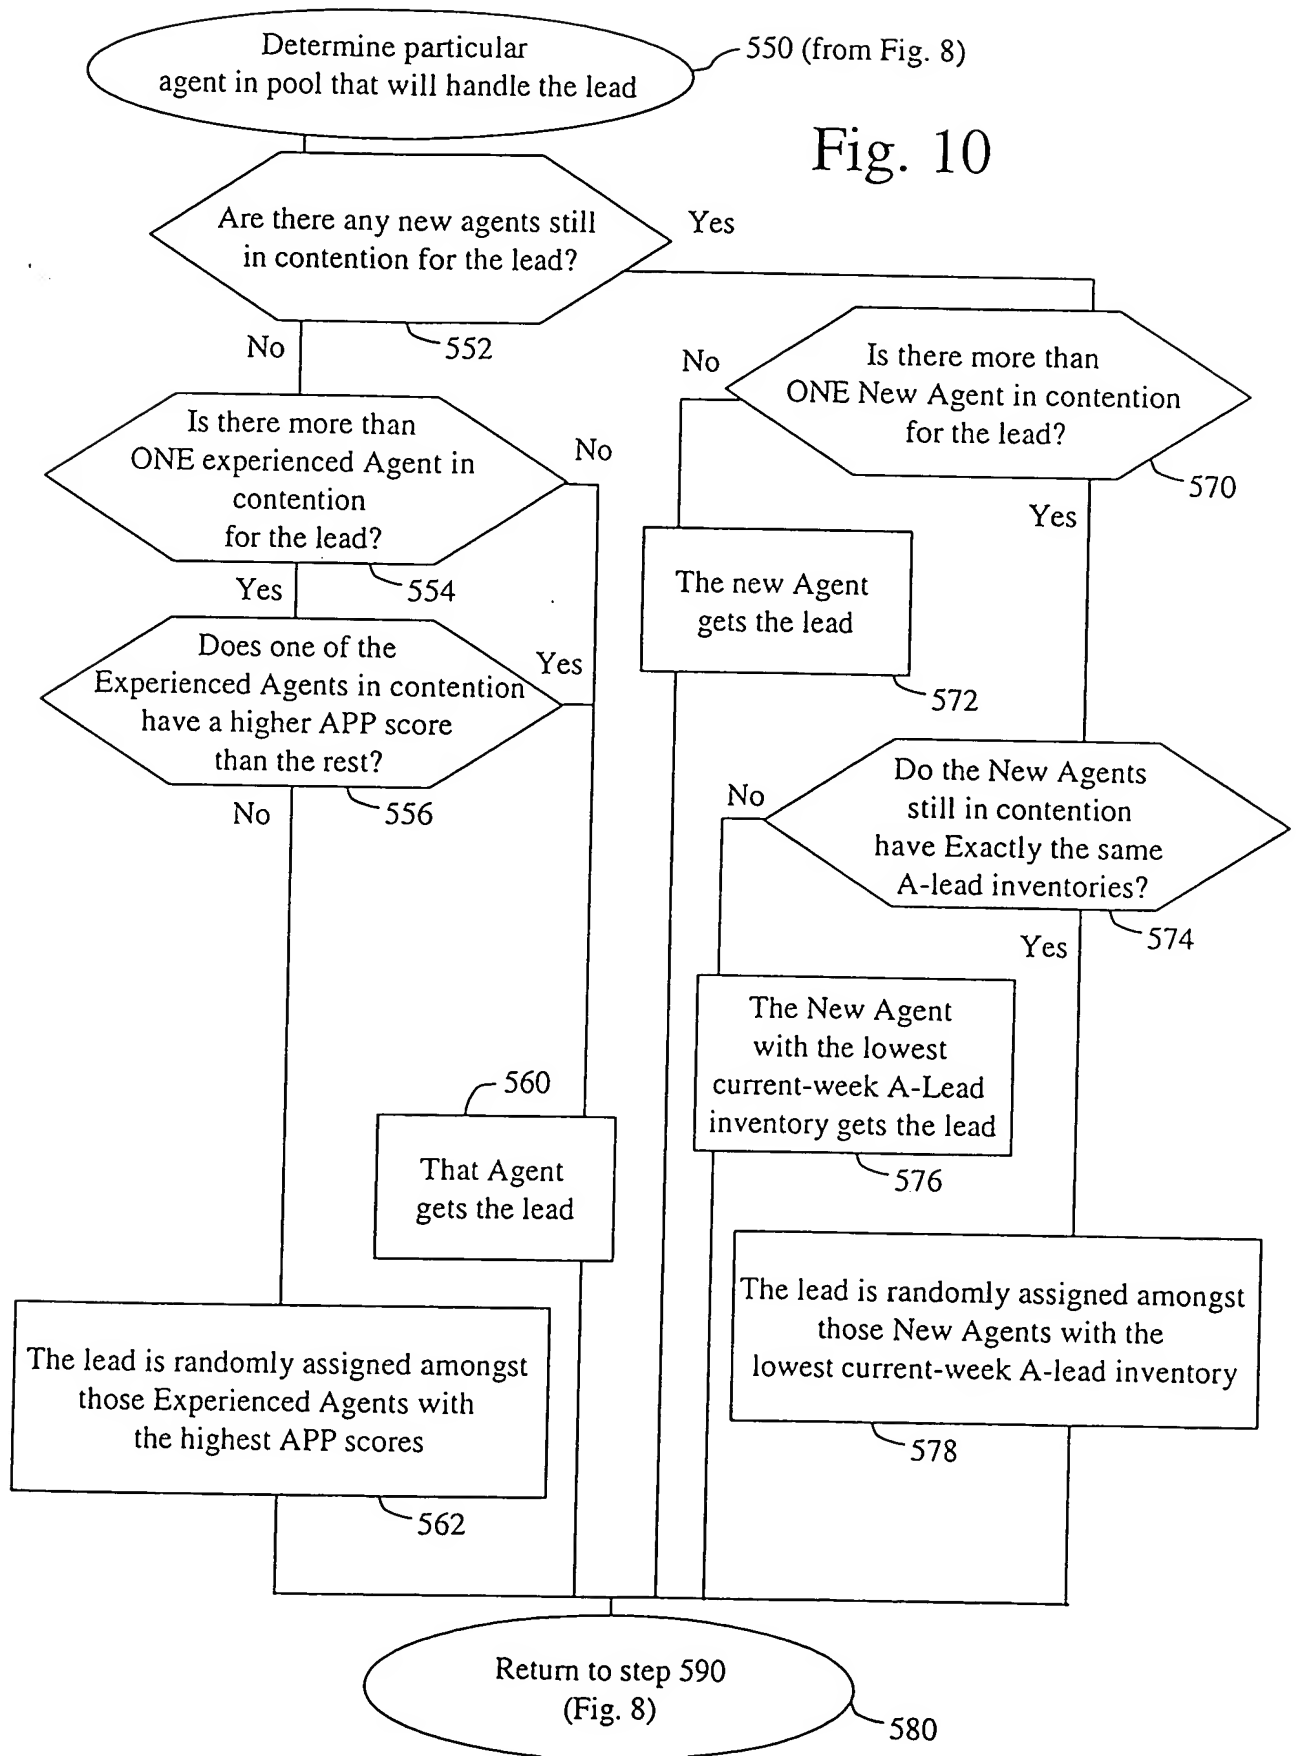 Determine particular
agent in pool that will handle the lead
550 (from Fig. 8)
Fig. 10
Are there any new agents still
in contention for the lead?
Yes
No
552
Is there more than
ONE New Agent in contention
for the lead?
No
570
Yes
Is there more than
ONE experienced Agent in
contention
for the lead?
No
554
Yes
The new Agent
gets the lead
572
Does one of the
Experienced Agents in contention
have a higher APP score
than the rest?
Yes
556
No
Do the New Agents
still in contention
have Exactly the same
A-lead inventories?
No
574
Yes
The New Agent
with the lowest
current-week A-Lead
inventory gets the lead
576
560
That Agent
gets the lead
The lead is randomly assigned amongst
those New Agents with the
lowest current-week A-lead inventory
578
The lead is randomly assigned amongst
those Experienced Agents with
the highest APP scores
562
Return to step 590
(Fig. 8)
580